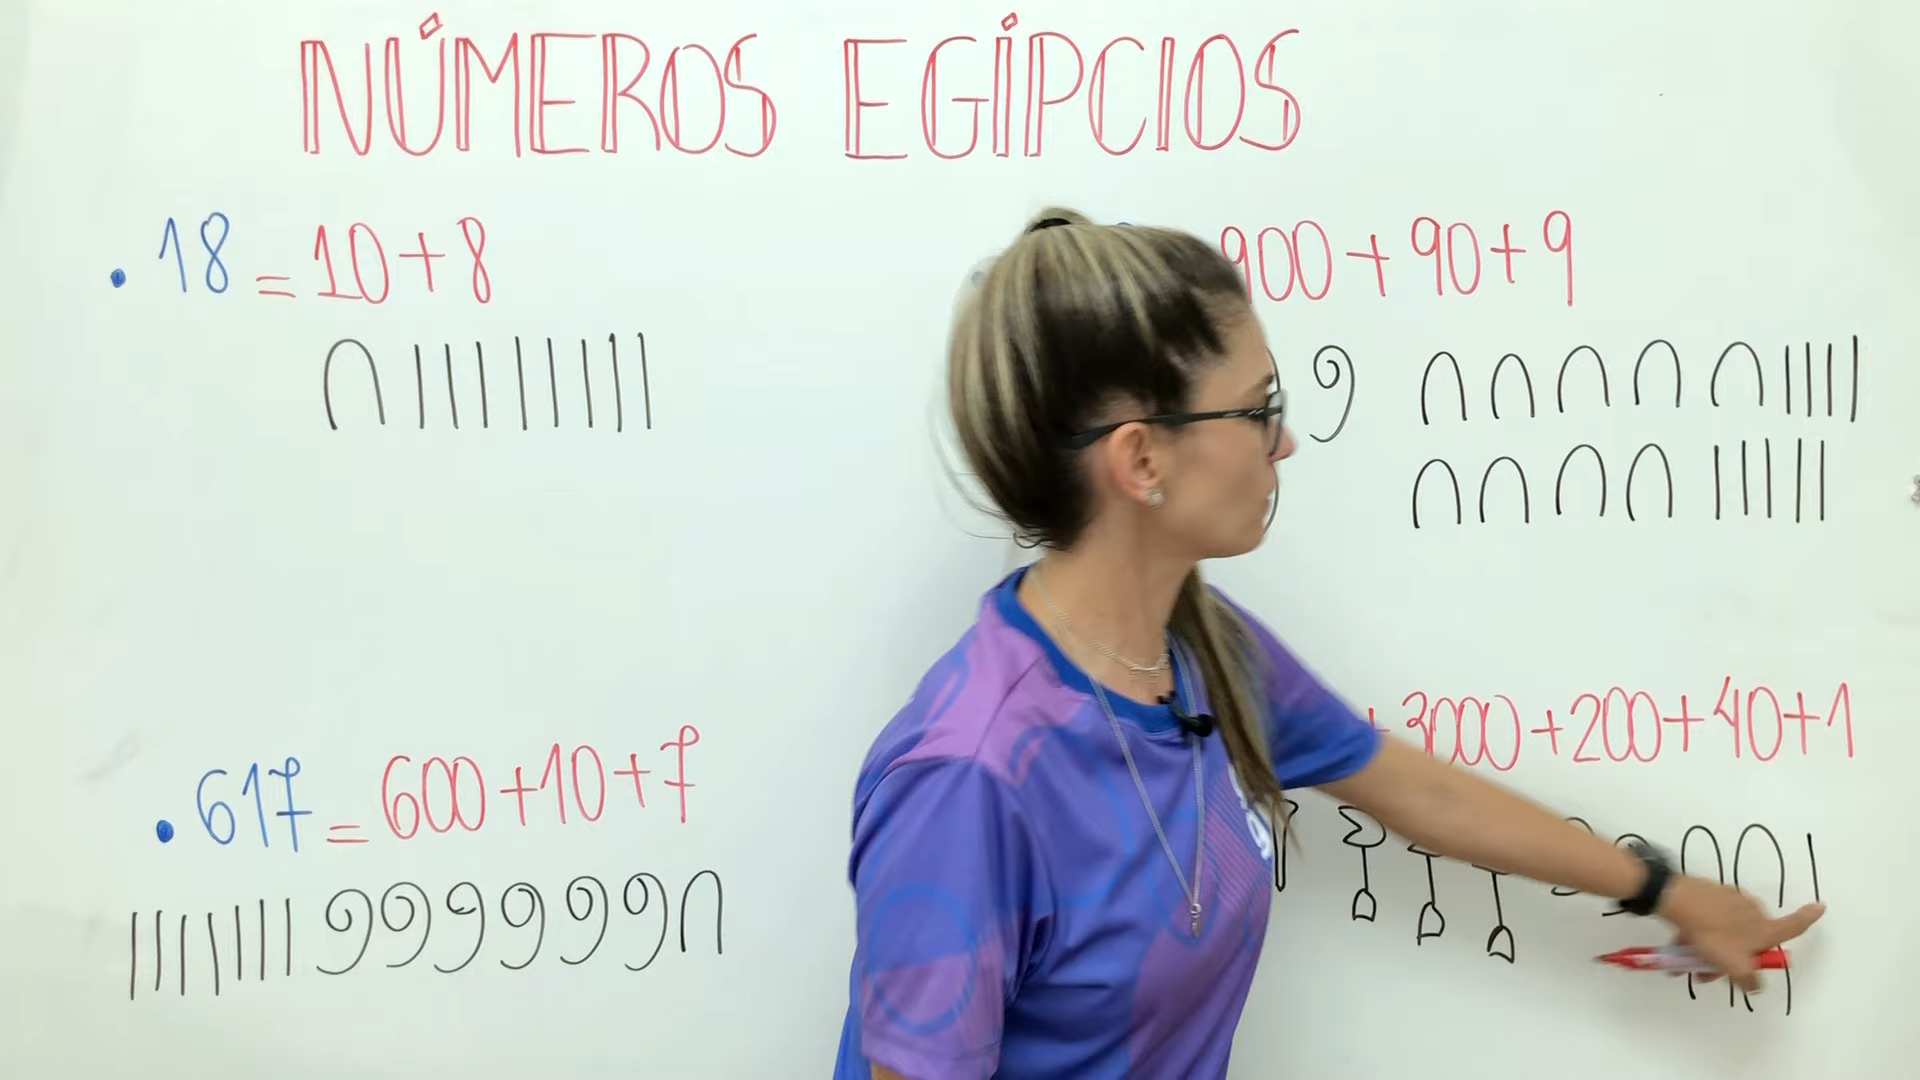 NÚMEROS EGÍPCIOS
• 18 = 10 + 8
∩ | | | | | | | |
900 + 90 + 9
• 617 = 600 + 10 + 7
+ 3000 + 200 + 40 + 1